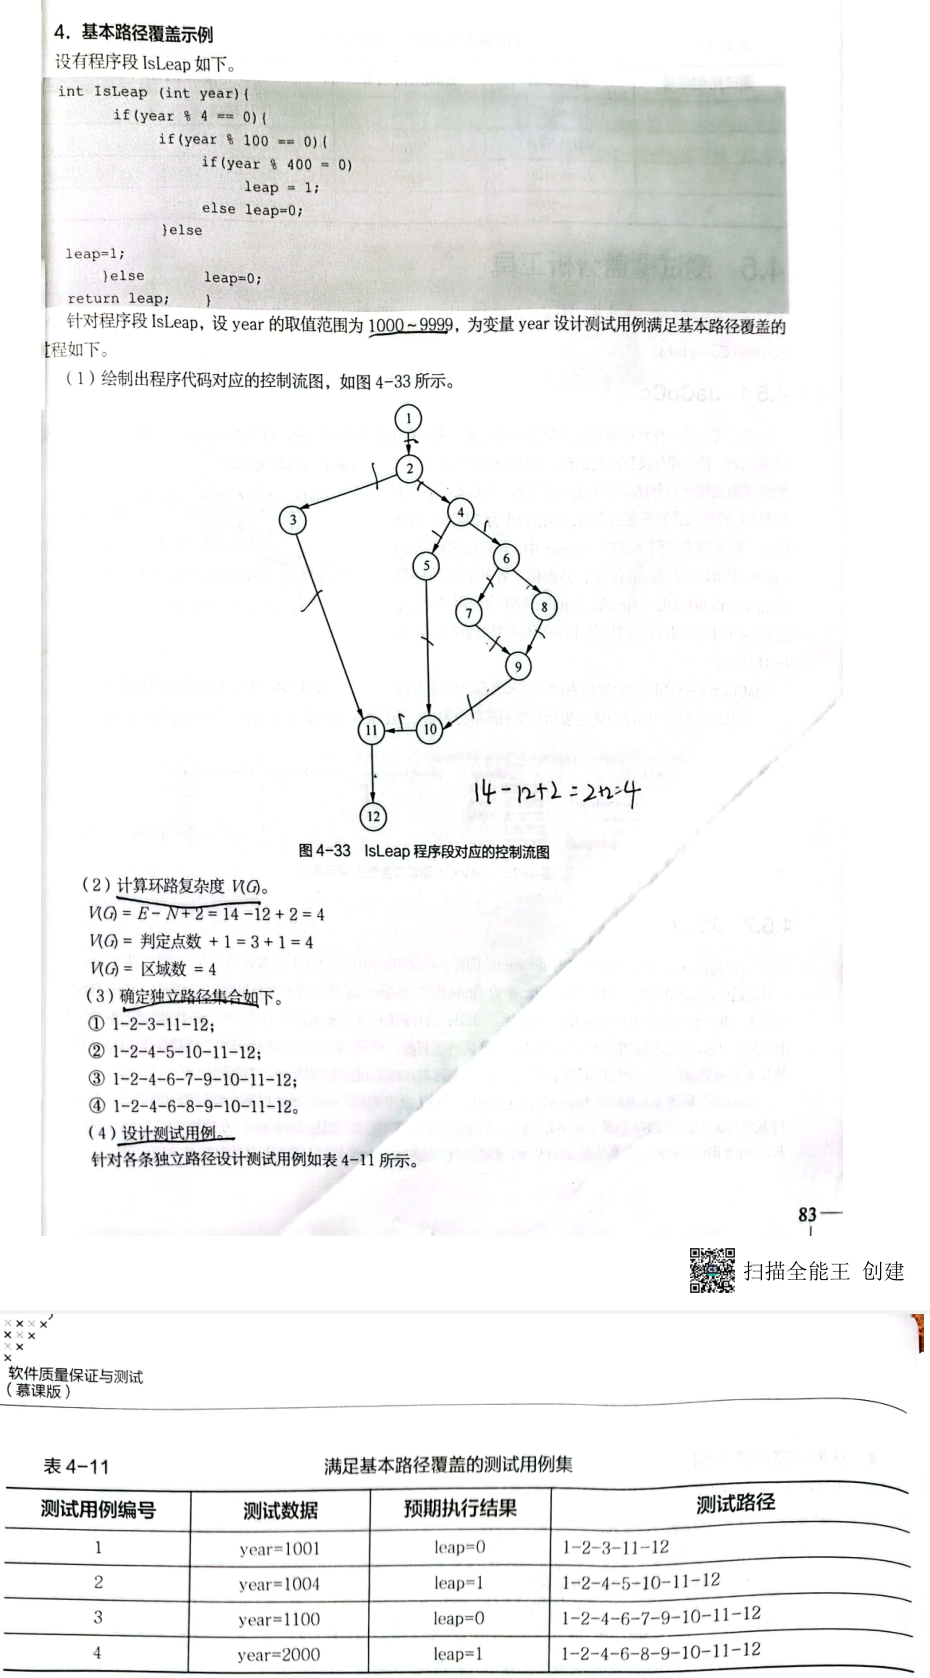 4. 基本路径覆盖示例
设有程序段 IsLeap 如下。
int IsLeap (int year){
if(year % 4 == 0){
if(year % 100 == 0){
if(year % 400 = 0)
leap = 1;
else leap=0;
}else
leap=1;
}else leap=0;
return leap; }
针对程序段 IsLeap，设 year 的取值范围为 1000～9999，为变量 year 设计测试用例满足基本路径覆盖的
过程如下。
（1）绘制出程序代码对应的控制流图，如图 4-33 所示。
1
2
3
4
5
6
7
8
9
11
10
14-12+2=2+2=4
12
图 4-33 IsLeap 程序段对应的控制流图
（2）计算环路复杂度 V(G)。
V(G) = E - N + 2 = 14 -12 + 2 = 4
V(G) = 判定点数 + 1 = 3 + 1 = 4
V(G) = 区域数 = 4
（3）确定独立路径集合如下。
① 1-2-3-11-12；
② 1-2-4-5-10-11-12；
③ 1-2-4-6-7-9-10-11-12；
④ 1-2-4-6-8-9-10-11-12。
（4）设计测试用例。
针对各条独立路径设计测试用例如表 4-11 所示。
83
扫描全能王 创建
软件质量保证与测试
（慕课版）
表 4-11 满足基本路径覆盖的测试用例集
测试用例编号 测试数据 预期执行结果 测试路径
1 year=1001 leap=0 1-2-3-11-12
2 year=1004 leap=1 1-2-4-5-10-11-12
3 year=1100 leap=0 1-2-4-6-7-9-10-11-12
4 year=2000 leap=1 1-2-4-6-8-9-10-11-12